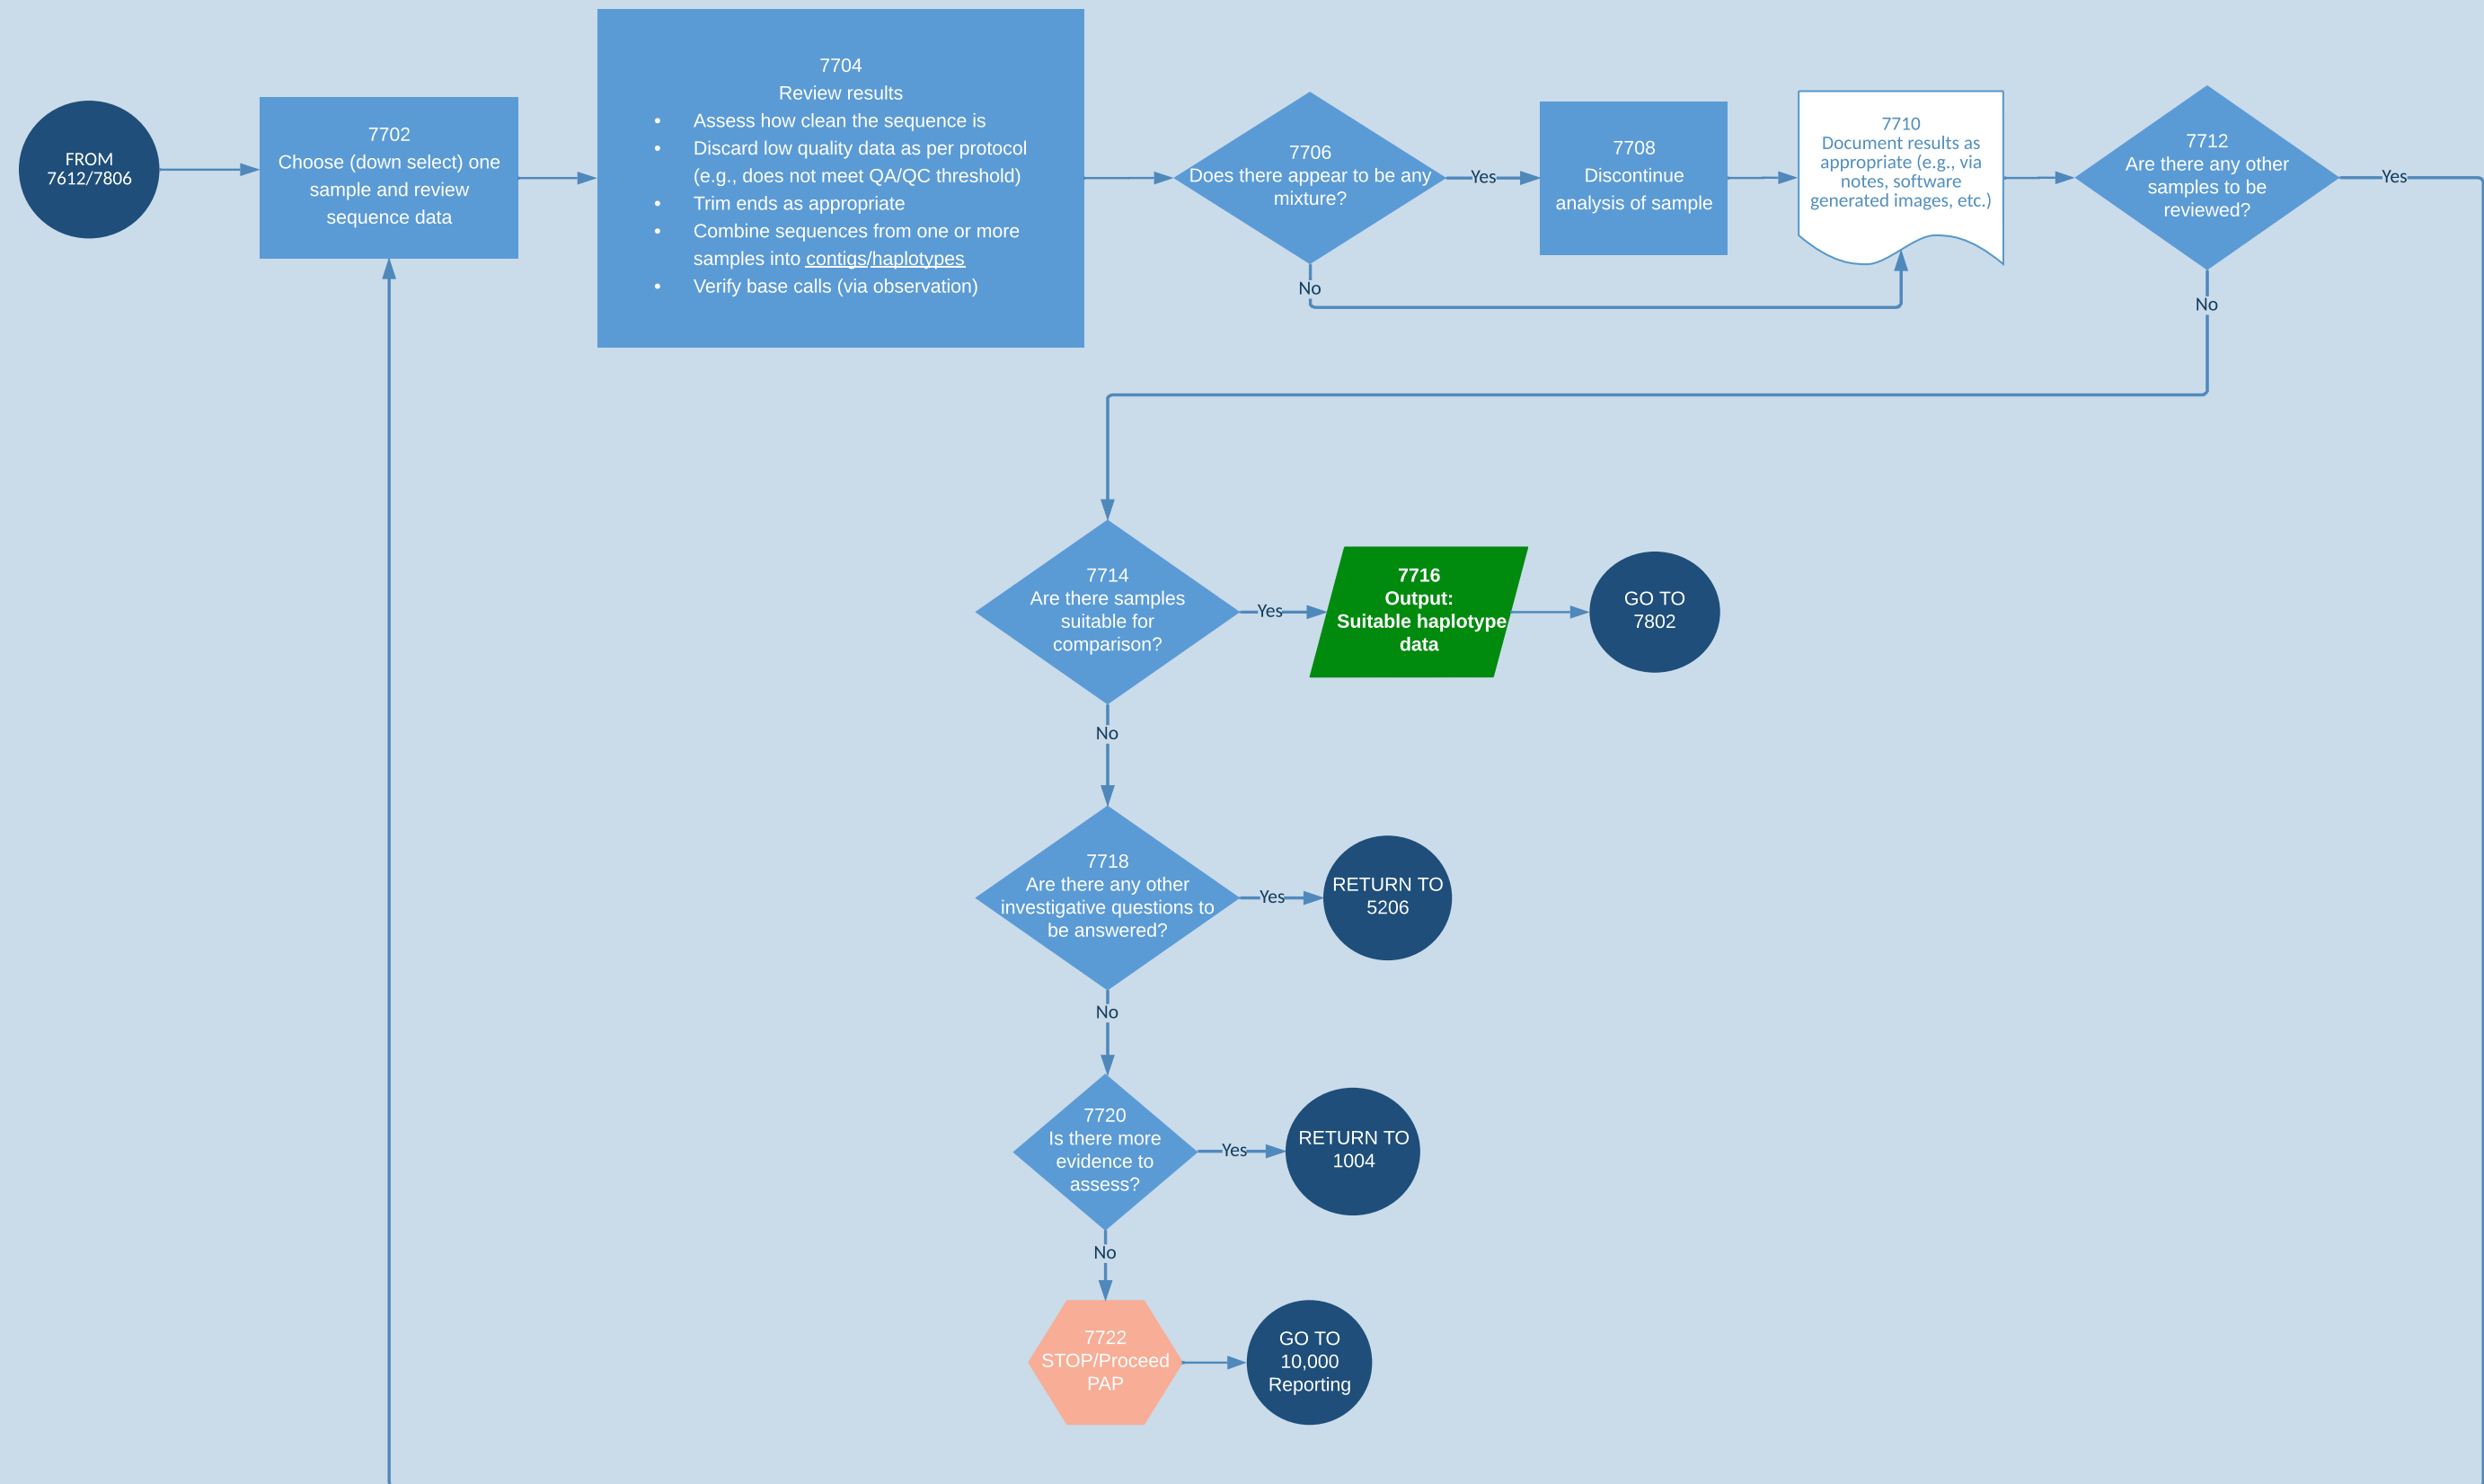 FROM
7612/7806
7702
Choose (down select) one
sample and review
sequence data
7704
Review results
• Assess how clean the sequence is
• Discard low quality data as per protocol
(e.g., does not meet QA/QC threshold)
• Trim ends as appropriate
• Combine sequences from one or more
samples into contigs/haplotypes
• Verify base calls (via observation)
7706
Does there appear to be any
mixture?
Yes
No
7708
Discontinue
analysis of sample
7710
Document results as
appropriate (e.g., via
notes, software
generated images, etc.)
7712
Are there any other
samples to be
reviewed?
Yes
No
7714
Are there samples
suitable for
comparison?
Yes
7716
Output:
Suitable haplotype
data
GO TO
7802
No
7718
Are there any other
investigative questions to
be answered?
Yes
RETURN TO
5206
No
7720
Is there more
evidence to
assess?
Yes
RETURN TO
1004
No
7722
STOP/Proceed
PAP
GO TO
10,000
Reporting